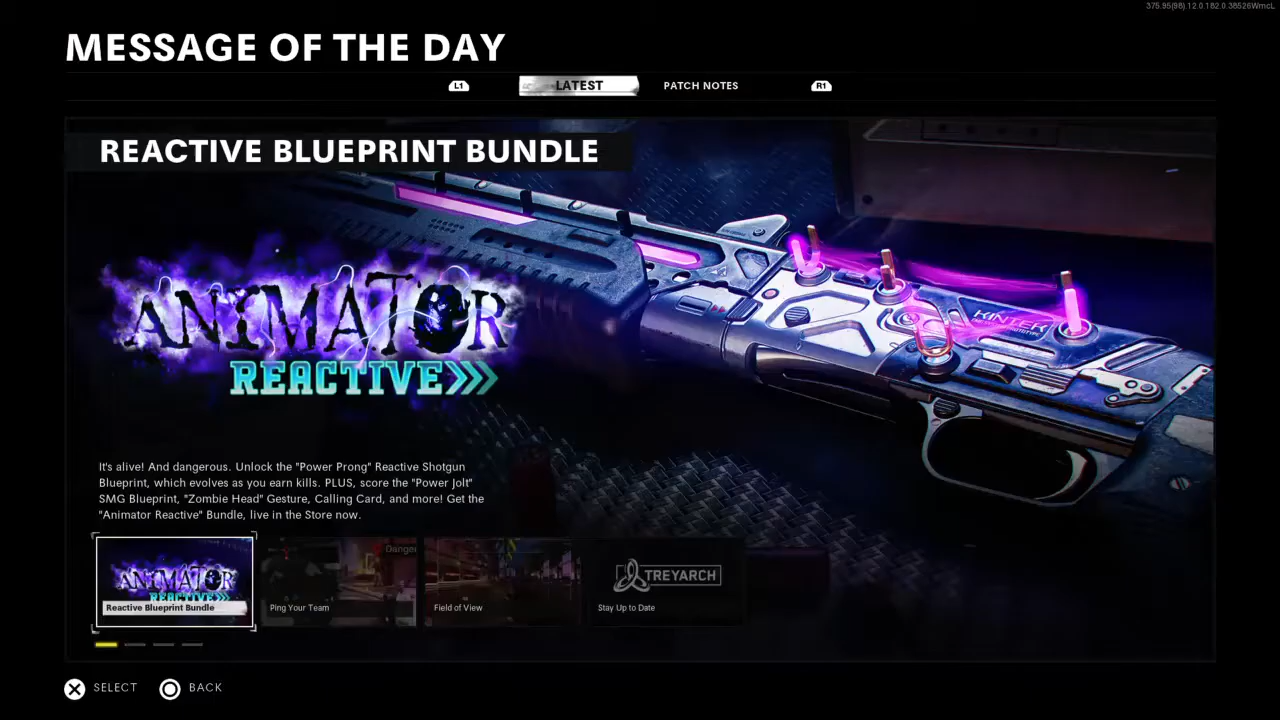 375.95(98).12.0.182.0.38526WmcL
MESSAGE OF THE DAY
L1
LATEST
PATCH NOTES
R1
REACTIVE BLUEPRINT BUNDLE
ANIMATOR
REACTIVE
KINTER
It's alive! And dangerous. Unlock the "Power Prong" Reactive Shotgun
Blueprint, which evolves as you earn kills. PLUS, score the "Power Jolt"
SMG Blueprint, "Zombie Head" Gesture, Calling Card, and more! Get the
"Animator Reactive" Bundle, live in the Store now.
ANIMATOR
REACTIVE
Reactive Blueprint Bundle
Danger
Ping Your Team
Field of View
TREYARCH
Stay Up to Date
SELECT
BACK